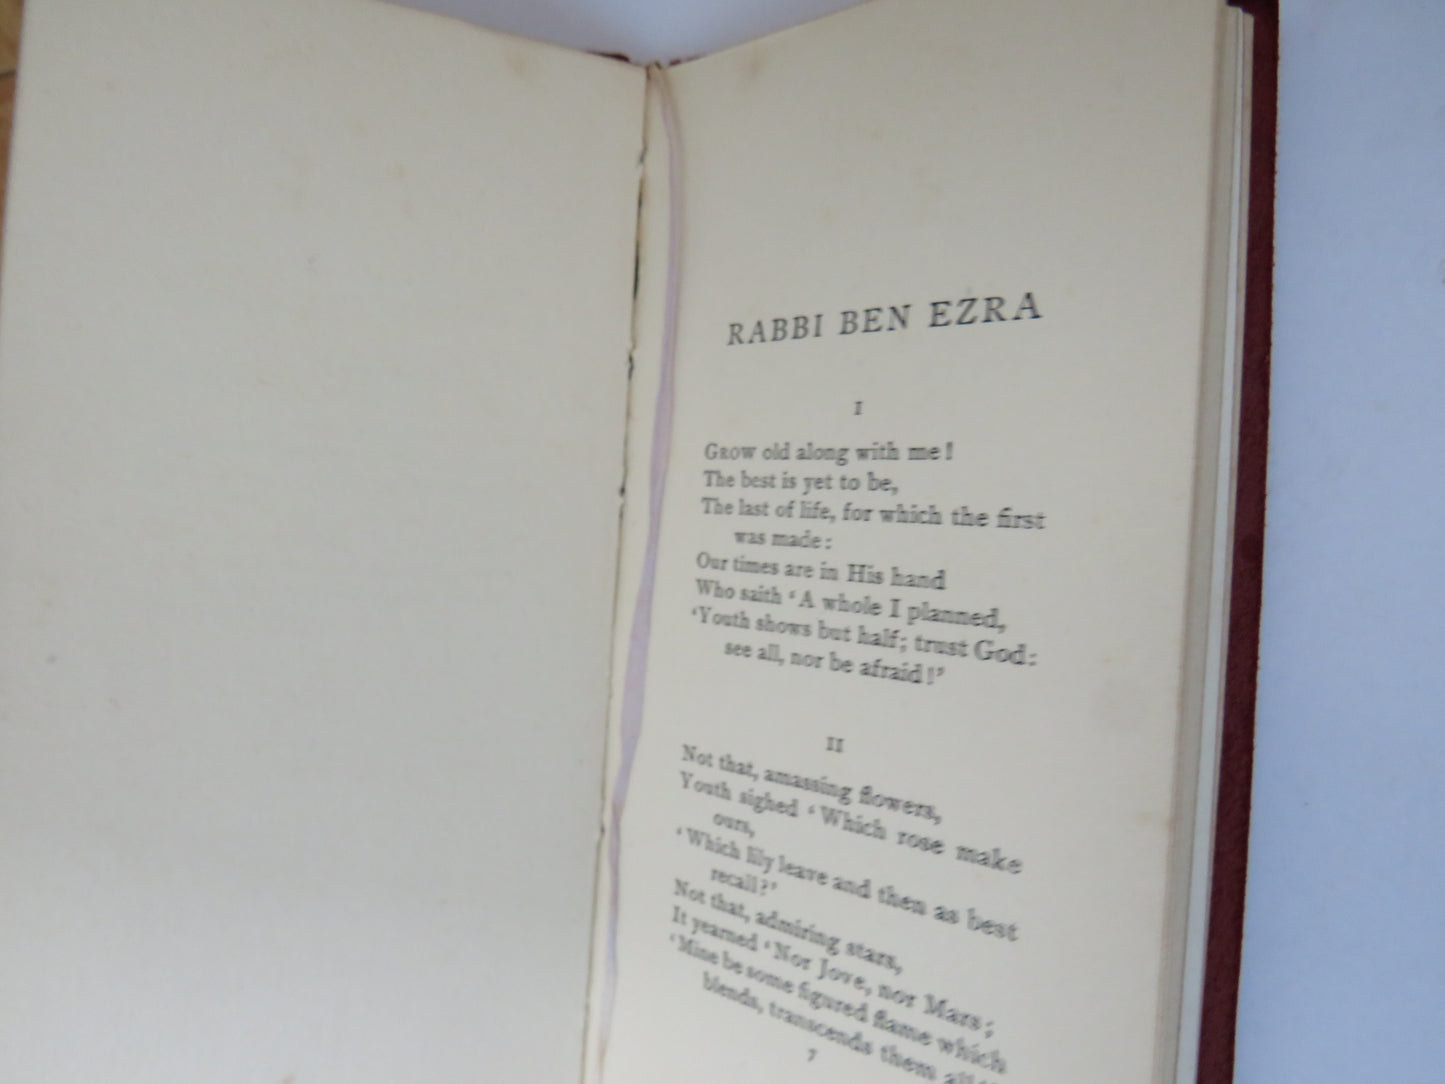 RABBI BEN EZRA
I
GROW old along with me!
The best is yet to be,
The last of life, for which the first
was made:
Our times are in His hand
Who saith ‘A whole I planned,
‘Youth shows but half; trust God:
see all, nor be afraid!’
II
Not that, amassing flowers,
Youth sighed ‘Which rose make
ours,
‘Which lily leave and then as best
recall?’
Not that, admiring stars,
It yearned ‘Nor Jove, nor Mars;
‘Mine be some figured flame which
blends, transcends them all!’
7